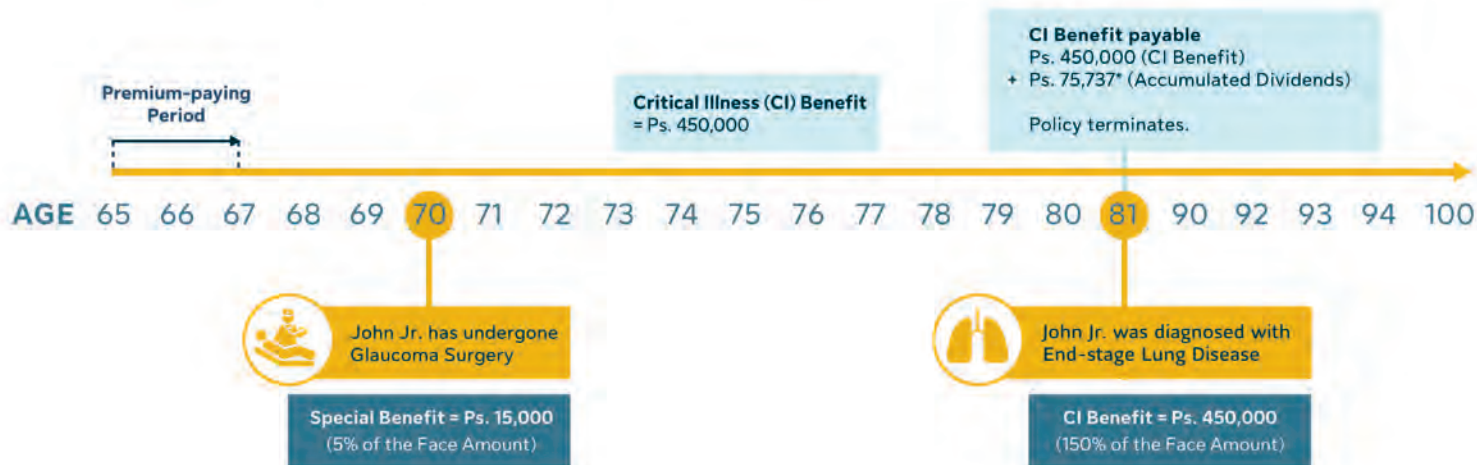 Premium-paying
Period
Critical Illness (CI) Benefit
= Ps. 450,000
CI Benefit payable
Ps. 450,000 (CI Benefit)
+ Ps. 75,737* (Accumulated Dividends)
Policy terminates.
AGE 65 66 67 68 69 70 71 72 73 74 75 76 77 78 79 80 81 90 92 93 94 100
John Jr. has undergone
Glaucoma Surgery
Special Benefit = Ps. 15,000
(5% of the Face Amount)
John Jr. was diagnosed with
End-stage Lung Disease
CI Benefit = Ps. 450,000
(150% of the Face Amount)